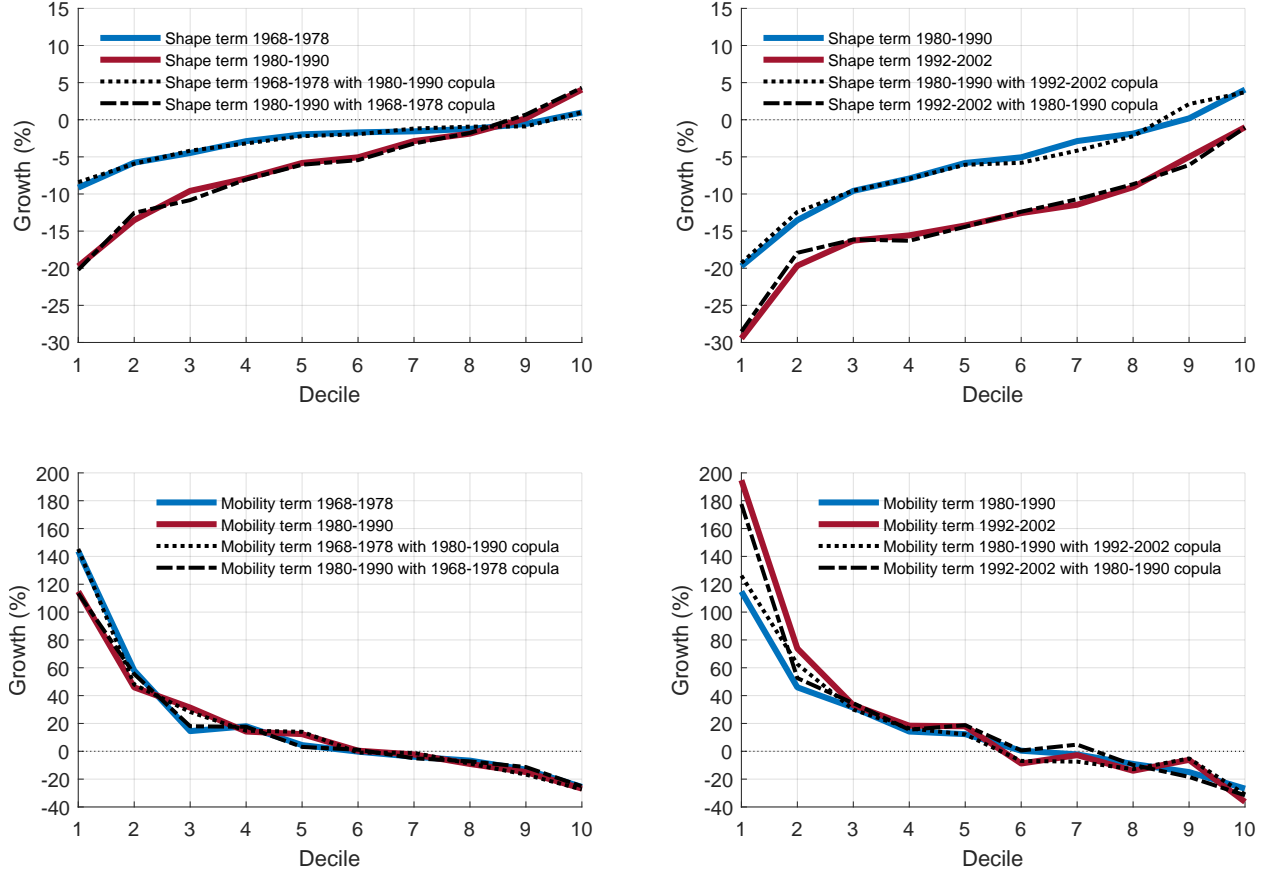 15
10
5
0
-5
-10
-15
-20
-25
-30
Growth (%)
Shape term 1968-1978
Shape term 1980-1990
Shape term 1968-1978 with 1980-1990 copula
Shape term 1980-1990 with 1968-1978 copula
1 2 3 4 5 6 7 8 9 10
Decile
15
10
5
0
-5
-10
-15
-20
-25
-30
Growth (%)
Shape term 1980-1990
Shape term 1992-2002
Shape term 1980-1990 with 1992-2002 copula
Shape term 1992-2002 with 1980-1990 copula
1 2 3 4 5 6 7 8 9 10
Decile
200
180
160
140
120
100
80
60
40
20
0
-20
-40
Growth (%)
Mobility term 1968-1978
Mobility term 1980-1990
Mobility term 1968-1978 with 1980-1990 copula
Mobility term 1980-1990 with 1968-1978 copula
1 2 3 4 5 6 7 8 9 10
Decile
200
180
160
140
120
100
80
60
40
20
0
-20
-40
Growth (%)
Mobility term 1980-1990
Mobility term 1992-2002
Mobility term 1980-1990 with 1992-2002 copula
Mobility term 1992-2002 with 1980-1990 copula
1 2 3 4 5 6 7 8 9 10
Decile